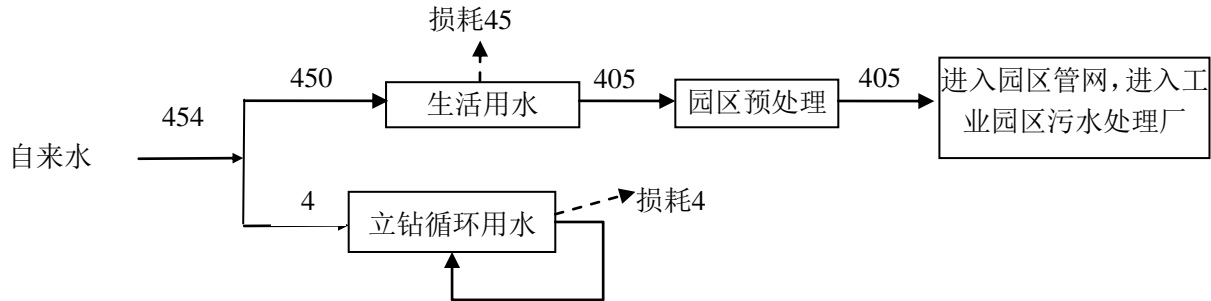 损耗45
450
生活用水
405
园区预处理
405
进入园区管网，进入工
业园区污水处理厂
454
自来水
4
立钻循环用水
损耗4